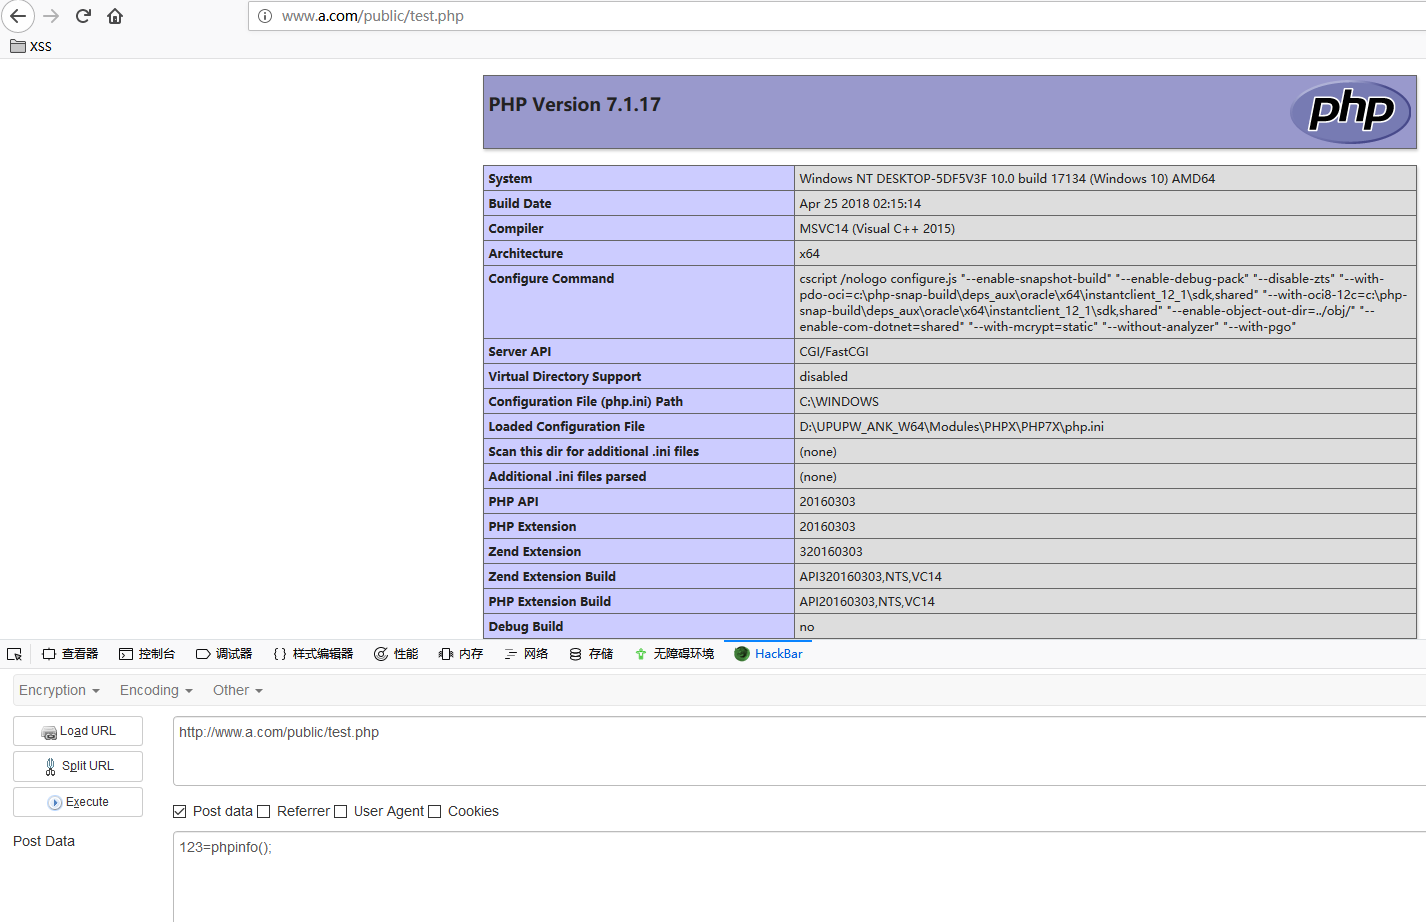 www.a.com/public/test.php
XSS
PHP Version 7.1.17
php
System Windows NT DESKTOP-5DF5V3F 10.0 build 17134 (Windows 10) AMD64
Build Date Apr 25 2018 02:15:14
Compiler MSVC14 (Visual C++ 2015)
Architecture x64
Configure Command cscript /nologo configure.js "--enable-snapshot-build" "--enable-debug-pack" "--disable-zts" "--with-
pdo-oci=c:\php-snap-build\deps_aux\oracle\x64\instantclient_12_1\sdk,shared" "--with-oci8-12c=c:\php-
snap-build\deps_aux\oracle\x64\instantclient_12_1\sdk,shared" "--enable-object-out-dir=../obj/" "--
enable-com-dotnet=shared" "--with-mcrypt=static" "--without-analyzer" "--with-pgo"
Server API CGI/FastCGI
Virtual Directory Support disabled
Configuration File (php.ini) Path C:\WINDOWS
Loaded Configuration File D:\UPUPW_ANK_W64\Modules\PHPX\PHP7X\php.ini
Scan this dir for additional .ini files (none)
Additional .ini files parsed (none)
PHP API 20160303
PHP Extension 20160303
Zend Extension 320160303
Zend Extension Build API320160303,NTS,VC14
PHP Extension Build API20160303,NTS,VC14
Debug Build no
查看器 控制台 调试器 样式编辑器 性能 内存 网络 存储 无障碍环境 HackBar
Encryption Encoding Other
Load URL http://www.a.com/public/test.php
Split URL
Execute
Post data Referrer User Agent Cookies
Post Data 123=phpinfo();